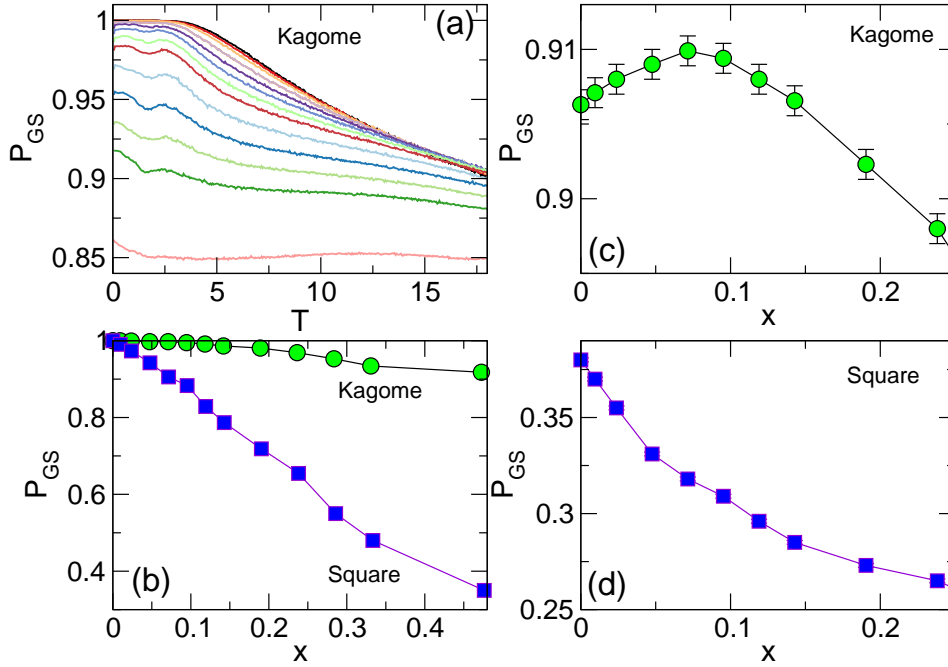 1
0.95
0.9
0.85
P_GS
0 5 10 15
T
(a)
Kagome
0.91
0.9
P_GS
0 0.1 0.2
x
Kagome
(c)
1
0.8
0.6
0.4
P_GS
0 0.1 0.2 0.3 0.4
x
Kagome
Square
(b)
0.35
0.3
0.25
P_GS
0 0.1 0.2
x
Square
(d)